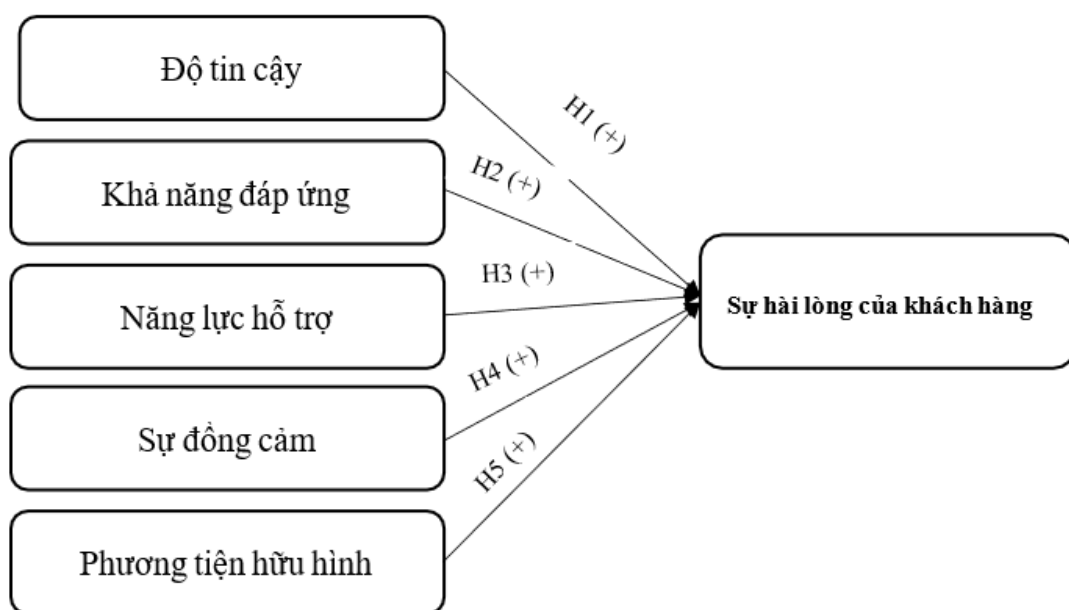 Độ tin cậy
H1 (+)
Khả năng đáp ứng
H2 (+)
Năng lực hỗ trợ
H3 (+)
Sự hài lòng của khách hàng
Sự đồng cảm
H4 (+)
Phương tiện hữu hình
H5 (+)